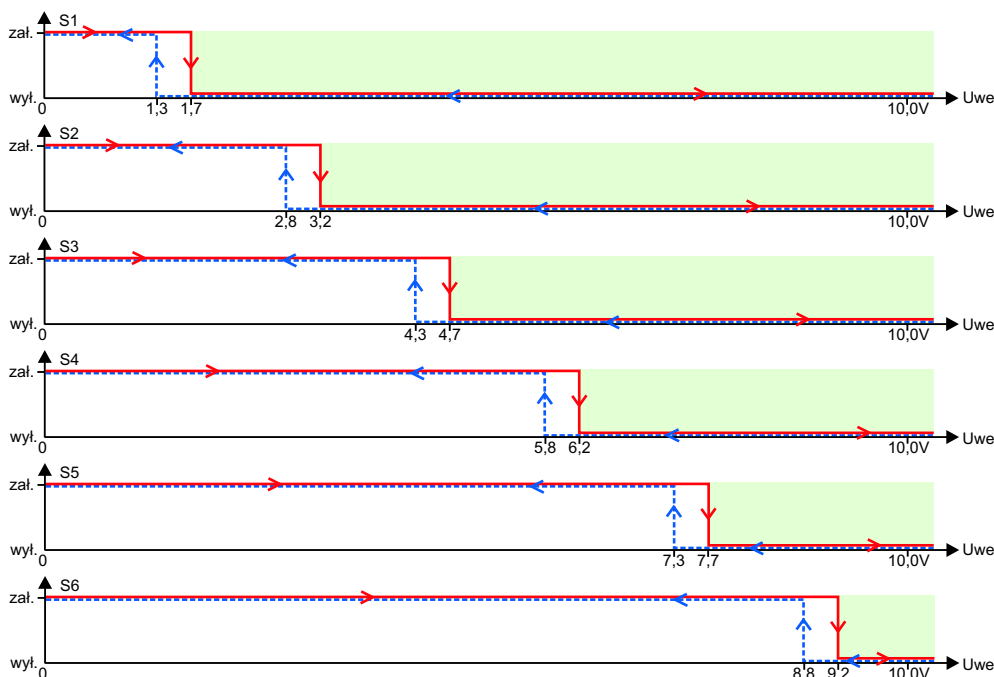 S1
zał.
wył.
0 1,3 1,7 10,0V Uwe
S2
zał.
wył.
0 2,8 3,2 10,0V Uwe
S3
zał.
wył.
0 4,3 4,7 10,0V Uwe
S4
zał.
wył.
0 5,8 6,2 10,0V Uwe
S5
zał.
wył.
0 7,3 7,7 10,0V Uwe
S6
zał.
wył.
0 8,8 9,2 10,0V Uwe